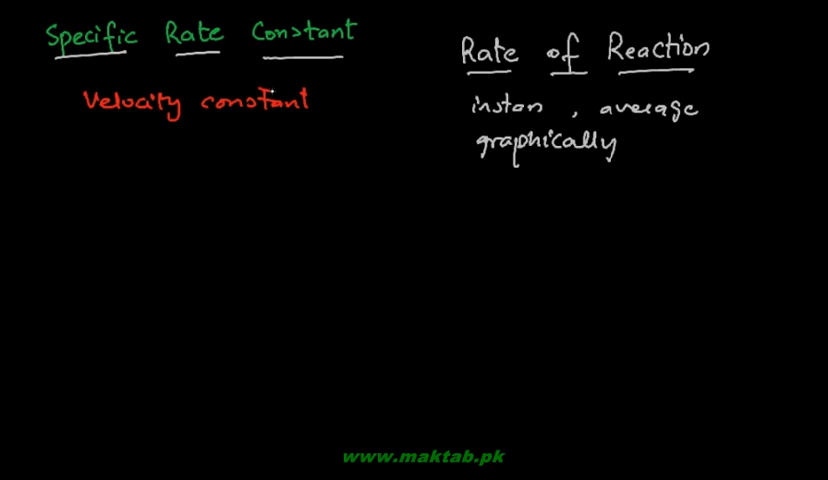 Specific Rate Constant
Velocity constant
Rate of Reaction
instan , average
graphically
www.maktab.pk